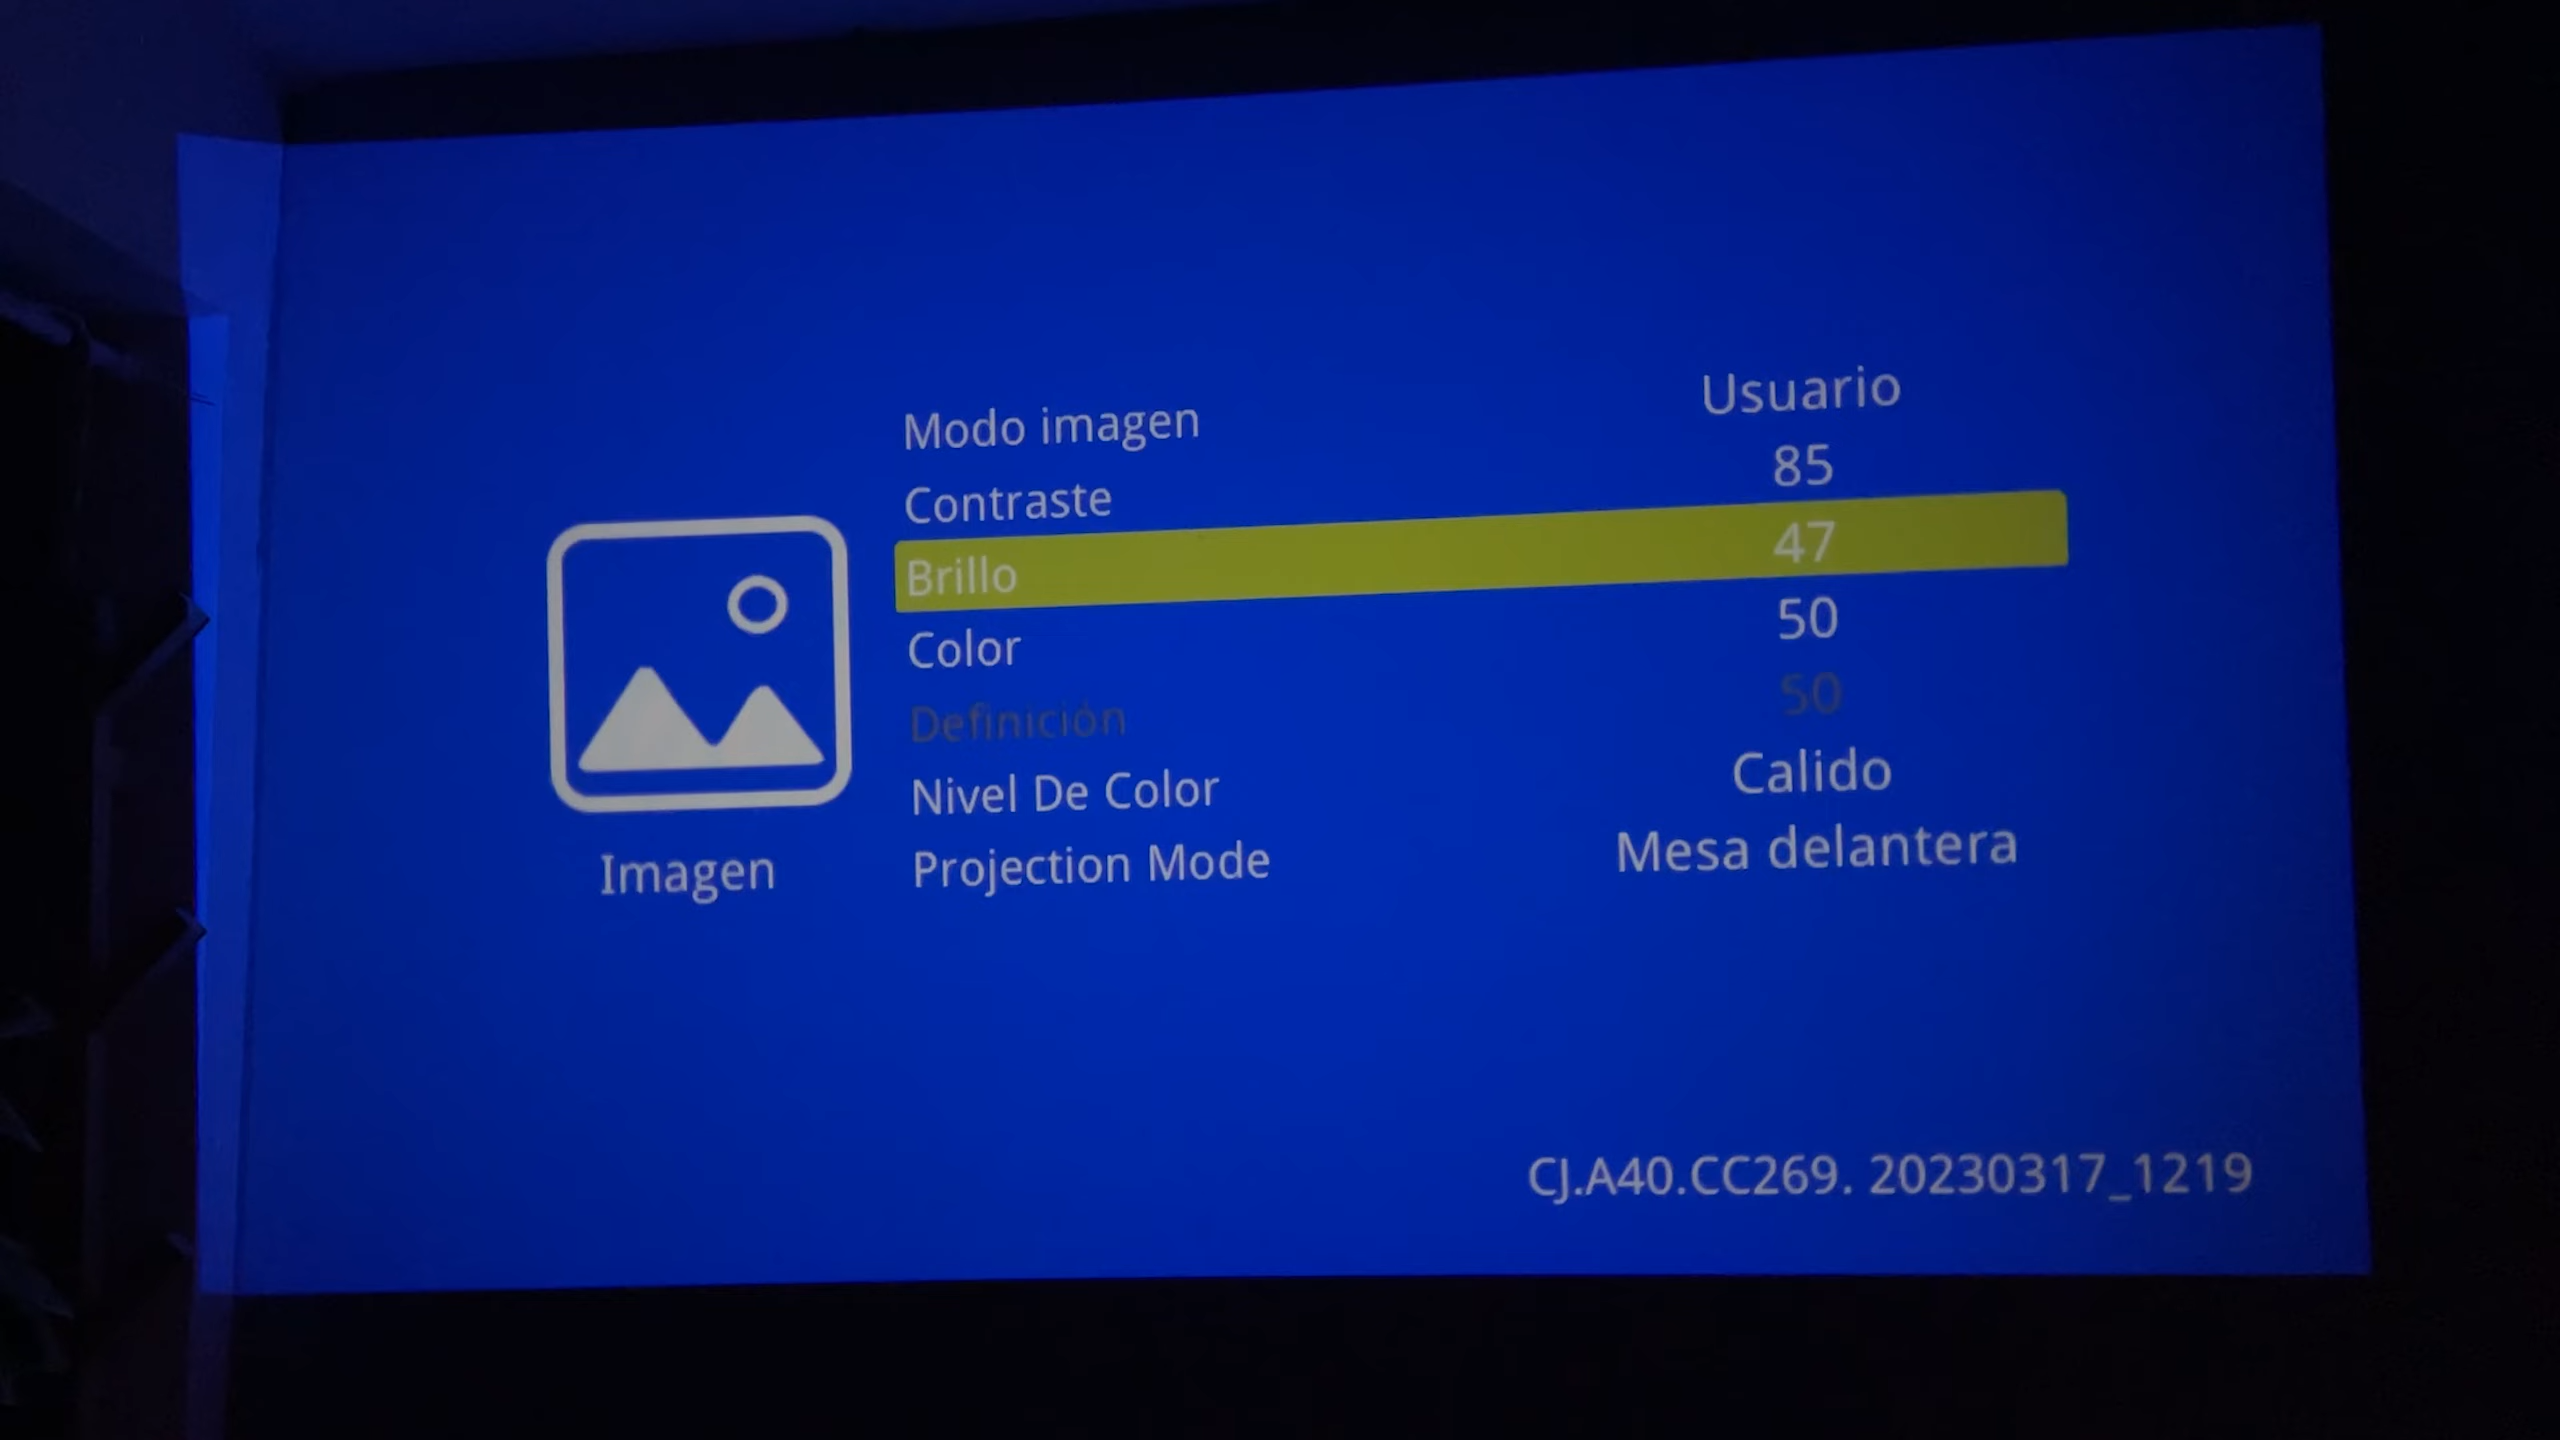 Modo imagen Usuario
Contraste 85
Brillo 47
Color 50
Definición 50
Nivel De Color Calido
Projection Mode Mesa delantera
Imagen
CJ.A40.CC269. 20230317_1219